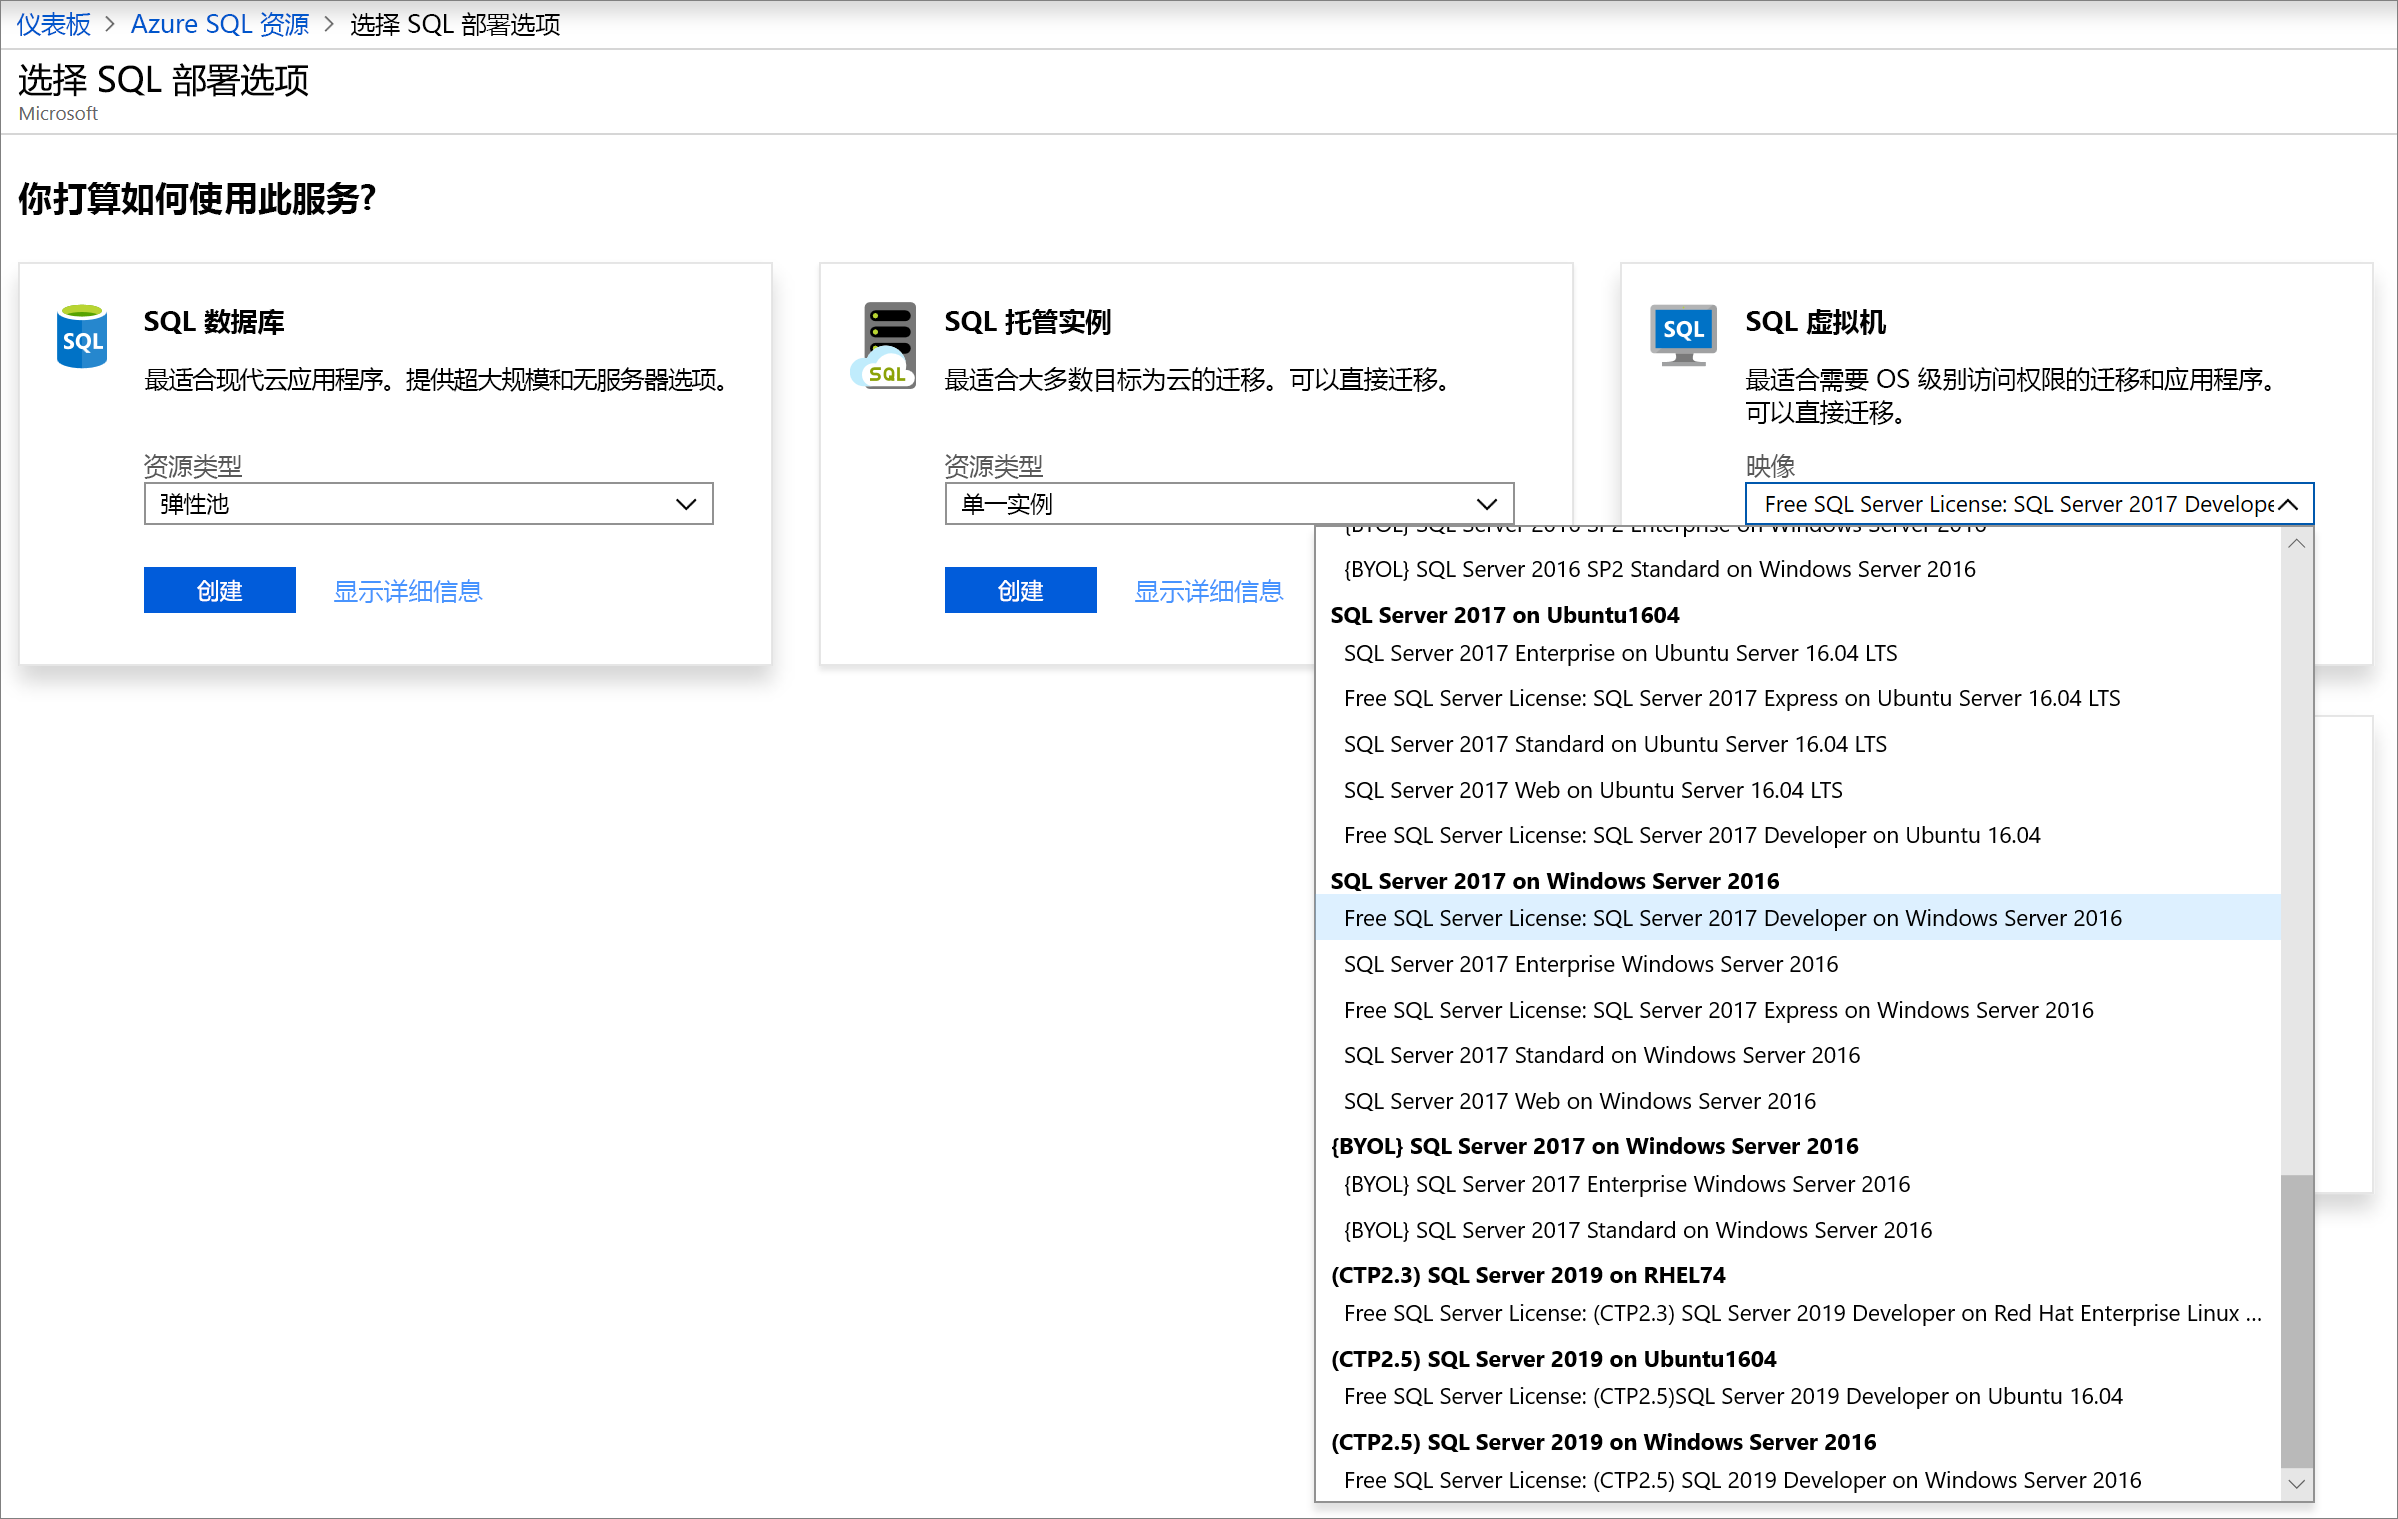 仪表板 > Azure SQL 资源 > 选择 SQL 部署选项
选择 SQL 部署选项
Microsoft
你打算如何使用此服务?
SQL
SQL 数据库
最适合现代云应用程序。提供超大规模和无服务器选项。
资源类型
弹性池
创建 显示详细信息
SQL
SQL 托管实例
最适合大多数目标为云的迁移。可以直接迁移。
资源类型
单一实例
创建 显示详细信息
SQL
SQL 虚拟机
最适合需要 OS 级别访问权限的迁移和应用程序。
可以直接迁移。
映像
Free SQL Server License: SQL Server 2017 Develope
{BYOL} SQL Server 2016 SP2 Enterprise on Windows Server 2016
{BYOL} SQL Server 2016 SP2 Standard on Windows Server 2016
SQL Server 2017 on Ubuntu1604
SQL Server 2017 Enterprise on Ubuntu Server 16.04 LTS
Free SQL Server License: SQL Server 2017 Express on Ubuntu Server 16.04 LTS
SQL Server 2017 Standard on Ubuntu Server 16.04 LTS
SQL Server 2017 Web on Ubuntu Server 16.04 LTS
Free SQL Server License: SQL Server 2017 Developer on Ubuntu 16.04
SQL Server 2017 on Windows Server 2016
Free SQL Server License: SQL Server 2017 Developer on Windows Server 2016
SQL Server 2017 Enterprise Windows Server 2016
Free SQL Server License: SQL Server 2017 Express on Windows Server 2016
SQL Server 2017 Standard on Windows Server 2016
SQL Server 2017 Web on Windows Server 2016
{BYOL} SQL Server 2017 on Windows Server 2016
{BYOL} SQL Server 2017 Enterprise Windows Server 2016
{BYOL} SQL Server 2017 Standard on Windows Server 2016
(CTP2.3) SQL Server 2019 on RHEL74
Free SQL Server License: (CTP2.3) SQL Server 2019 Developer on Red Hat Enterprise Linux ...
(CTP2.5) SQL Server 2019 on Ubuntu1604
Free SQL Server License: (CTP2.5)SQL Server 2019 Developer on Ubuntu 16.04
(CTP2.5) SQL Server 2019 on Windows Server 2016
Free SQL Server License: (CTP2.5) SQL 2019 Developer on Windows Server 2016